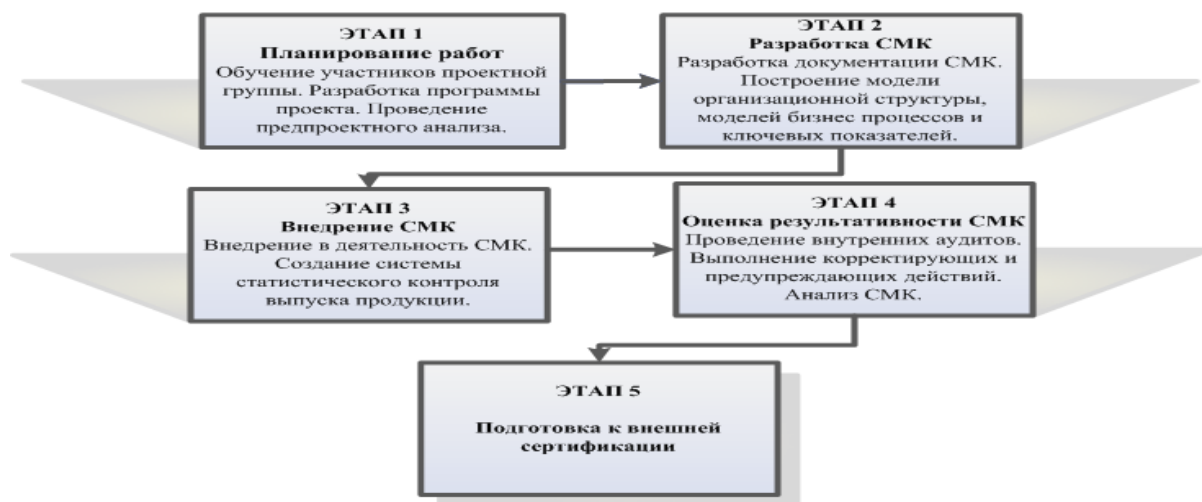 ЭТАП 1
Планирование работ
Обучение участников проектной
группы. Разработка программы
проекта. Проведение
предпроектного анализа.
ЭТАП 2
Разработка СМК
Разработка документации СМК.
Построение модели
организационной структуры,
моделей бизнес процессов и
ключевых показателей.
ЭТАП 3
Внедрение СМК
Внедрение в деятельность СМК.
Создание системы
статистического контроля
выпуска продукции.
ЭТАП 4
Оценка результативности СМК
Проведение внутренних аудитов.
Выполнение корректирующих и
предупреждающих действий.
Анализ СМК.
ЭТАП 5
Подготовка к внешней
сертификации